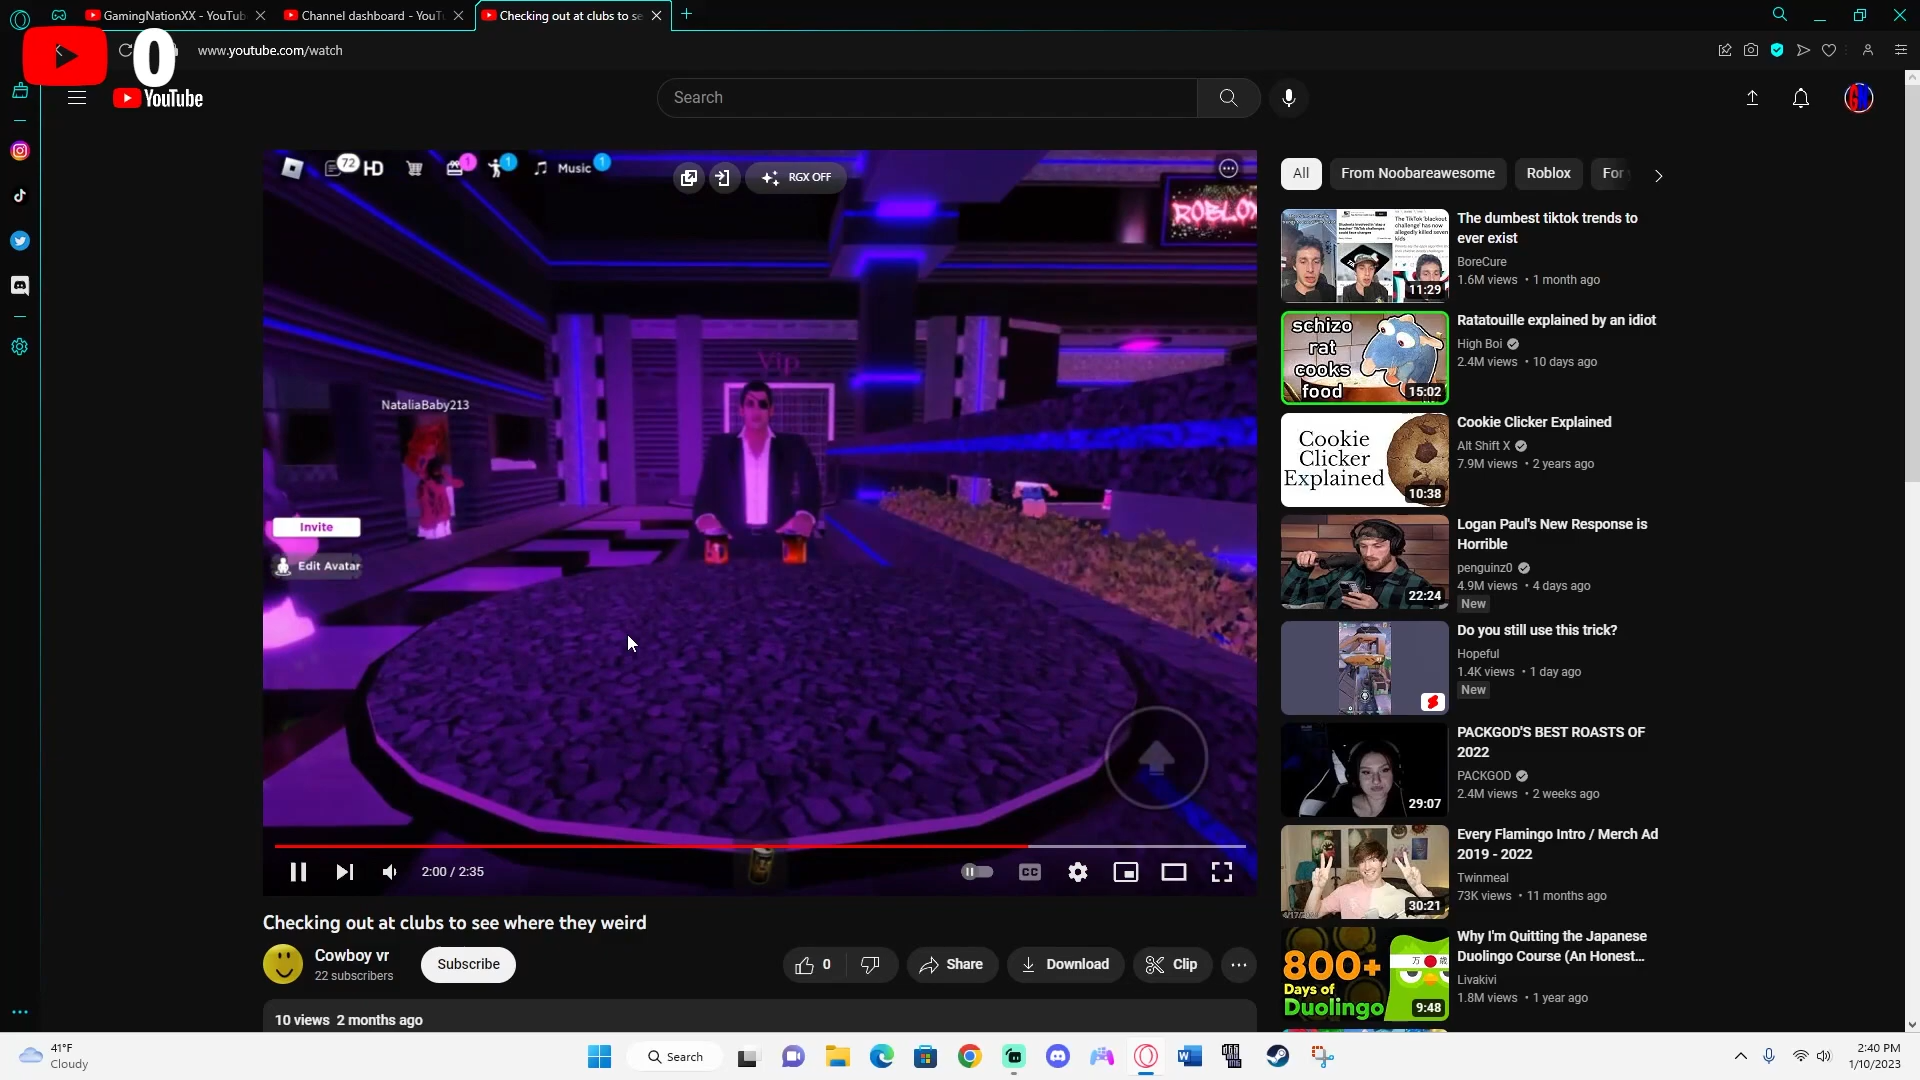 GamingNationXX - YouTub
Channel dashboard - YouTu
Checking out at clubs to se
0
www.youtube.com/watch
YouTube
Search
72
HD
1
1
Music
1
RGX OFF
ROBLOX
Vip
NataliaBaby213
Invite
Edit Avatar
2:00 / 2:35
CC
Checking out at clubs to see where they weird
Cowboy vr
22 subscribers
Subscribe
0
Share
Download
Clip
10 views 2 months ago
All
From Noobareawesome
Roblox
For
The dumbest tiktok trends to
ever exist
BoreCure
1.6M views • 1 month ago
11:29
schizo
rat
cooks
food
15:02
Ratatouille explained by an idiot
High Boi
2.4M views • 10 days ago
Cookie
Clicker
Explained
10:38
Cookie Clicker Explained
Alt Shift X
7.9M views • 2 years ago
22:24
Logan Paul's New Response is
Horrible
penguinz0
4.9M views • 4 days ago
New
Do you still use this trick?
Hopeful
1.4K views • 1 day ago
New
29:07
PACKGOD'S BEST ROASTS OF
2022
PACKGOD
2.4M views • 2 weeks ago
30:21
Every Flamingo Intro / Merch Ad
2019 - 2022
Twinmeal
73K views • 11 months ago
800+
Days of
Duolingo
9:48
Why I'm Quitting the Japanese
Duolingo Course (An Honest...
Livakivi
1.8M views • 1 year ago
41°F
Cloudy
Search
2:40 PM
1/10/2023